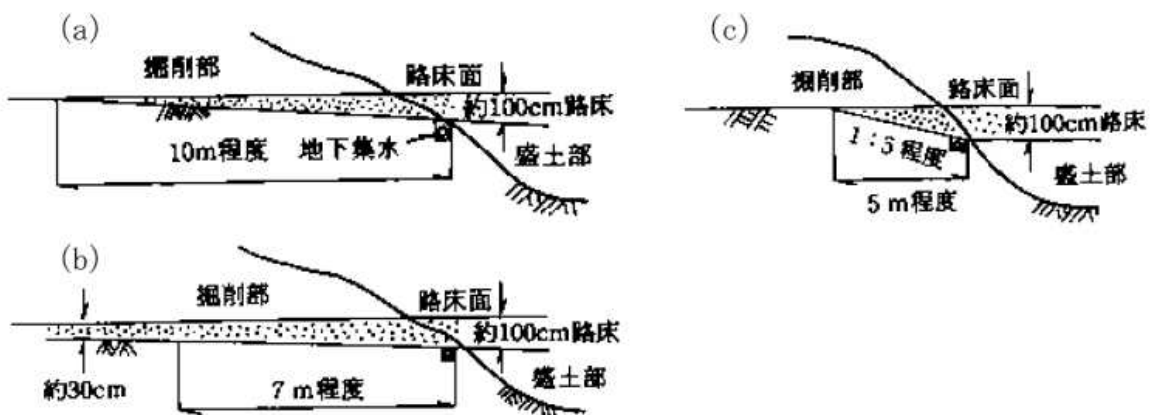 (a)
掘削部
路床面
約100cm路床
10m程度
地下集水
盛土部
(c)
掘削部
路床面
約100cm路床
1:5 程度
盛土部
5m程度
(b)
掘削部
路床面
約100cm路床
盛土部
約30cm
7m程度